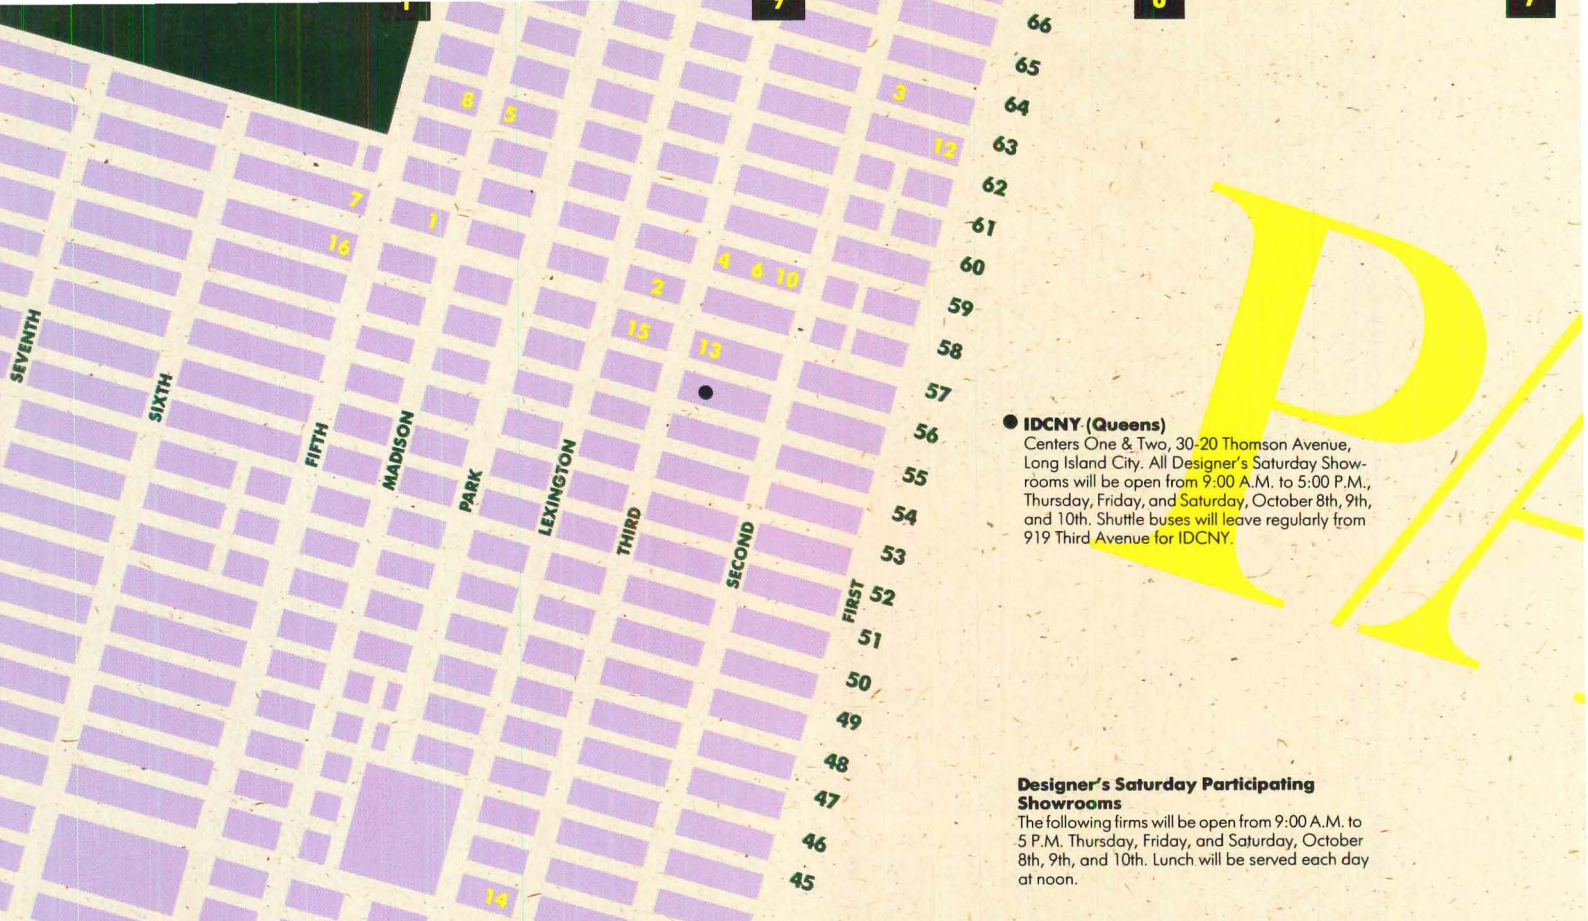 66
65
64
63
62
61
60
59
58
57
56
55
54
53
52
51
50
49
48
47
46
45
8
5
3
12
7
1
16
4 6 10
2
15
13
14
SEVENTH
SIXTH
FIFTH
MADISON
PARK
LEXINGTON
THIRD
SECOND
FIRST
IDCNY (Queens)
Centers One & Two, 30-20 Thomson Avenue,
Long Island City. All Designer's Saturday Show-
rooms will be open from 9:00 A.M. to 5:00 P.M.,
Thursday, Friday, and Saturday, October 8th, 9th,
and 10th. Shuttle buses will leave regularly from
919 Third Avenue for IDCNY.
Designer's Saturday Participating
Showrooms
The following firms will be open from 9:00 A.M. to
5 P.M. Thursday, Friday, and Saturday, October
8th, 9th, and 10th. Lunch will be served each day
at noon.
P